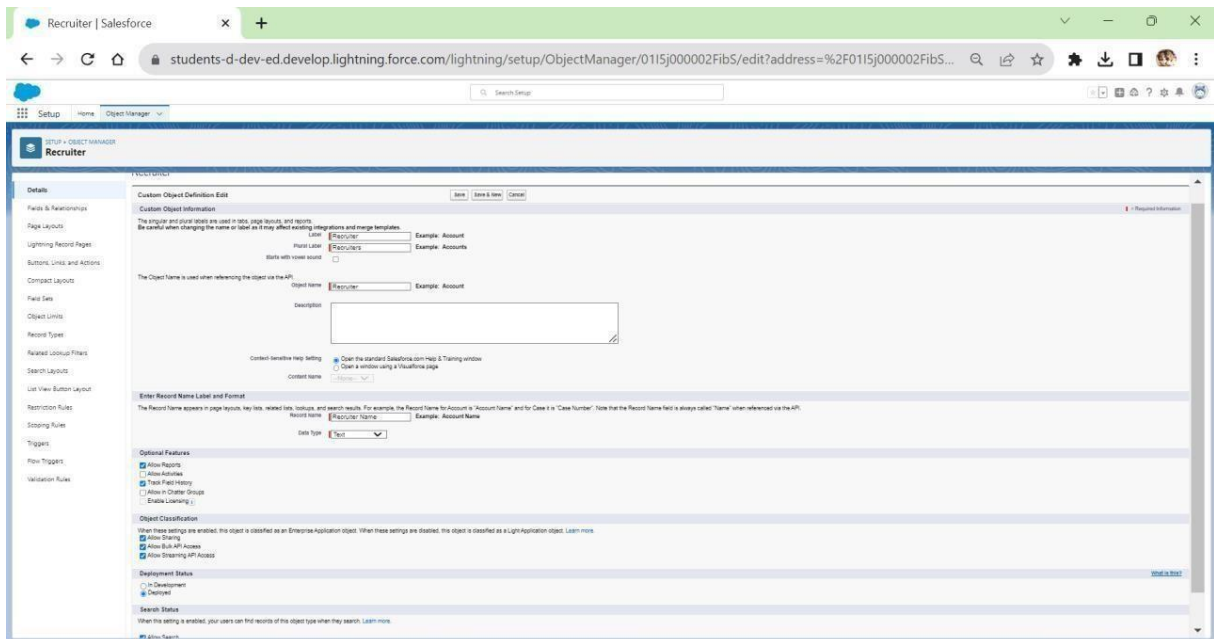 Recruiter | Salesforce
students-d-dev-ed.develop.lightning.force.com/lightning/setup/ObjectManager/01I5j000002FibS/edit?address=%2F01I5j000002FibS...
Search Setup
Setup Home Object Manager
SETUP > OBJECT MANAGER
Recruiter
Recruiter
Details
Fields & Relationships
Page Layouts
Lightning Record Pages
Buttons, Links, and Actions
Compact Layouts
Field Sets
Object Limits
Record Types
Related Lookup Filters
Search Layouts
List View Button Layout
Restriction Rules
Scoping Rules
Triggers
Flow Triggers
Validation Rules
Custom Object Definition Edit Save Save & New Cancel
Custom Object Information = Required Information
The singular and plural labels are used in tabs, page layouts, and reports.
Be careful when changing the name or label as it may affect existing integrations and merge templates.
Label Recruiter Example: Account
Plural Label Recruiters Example: Accounts
Starts with vowel sound
The Object Name is used when referencing the object via the API.
Object Name Recruiter Example: Account
Description
Context-Sensitive Help Setting Open the standard Salesforce.com Help & Training window
Open a window using a Visualforce page
Content Name --None--
Enter Record Name Label and Format
The Record Name appears in page layouts, key lists, related lists, lookups, and search results. For example, the Record Name for Account is "Account Name" and for Case it is "Case Number". Note that the Record Name field is always called "Name" when referenced via the API.
Record Name Recruiter Name Example: Account Name
Data Type Text
Optional Features
Allow Reports
Allow Activities
Track Field History
Allow in Chatter Groups
Enable Licensing i
Object Classification
When these settings are enabled, this object is classified as an Enterprise Application object. When these settings are disabled, this object is classified as a Light Application object. Learn more.
Allow Sharing
Allow Bulk API Access
Allow Streaming API Access
Deployment Status What is this?
In Development
Deployed
Search Status
When this setting is enabled, your users can find records of this object type when they search. Learn more.
Allow Search